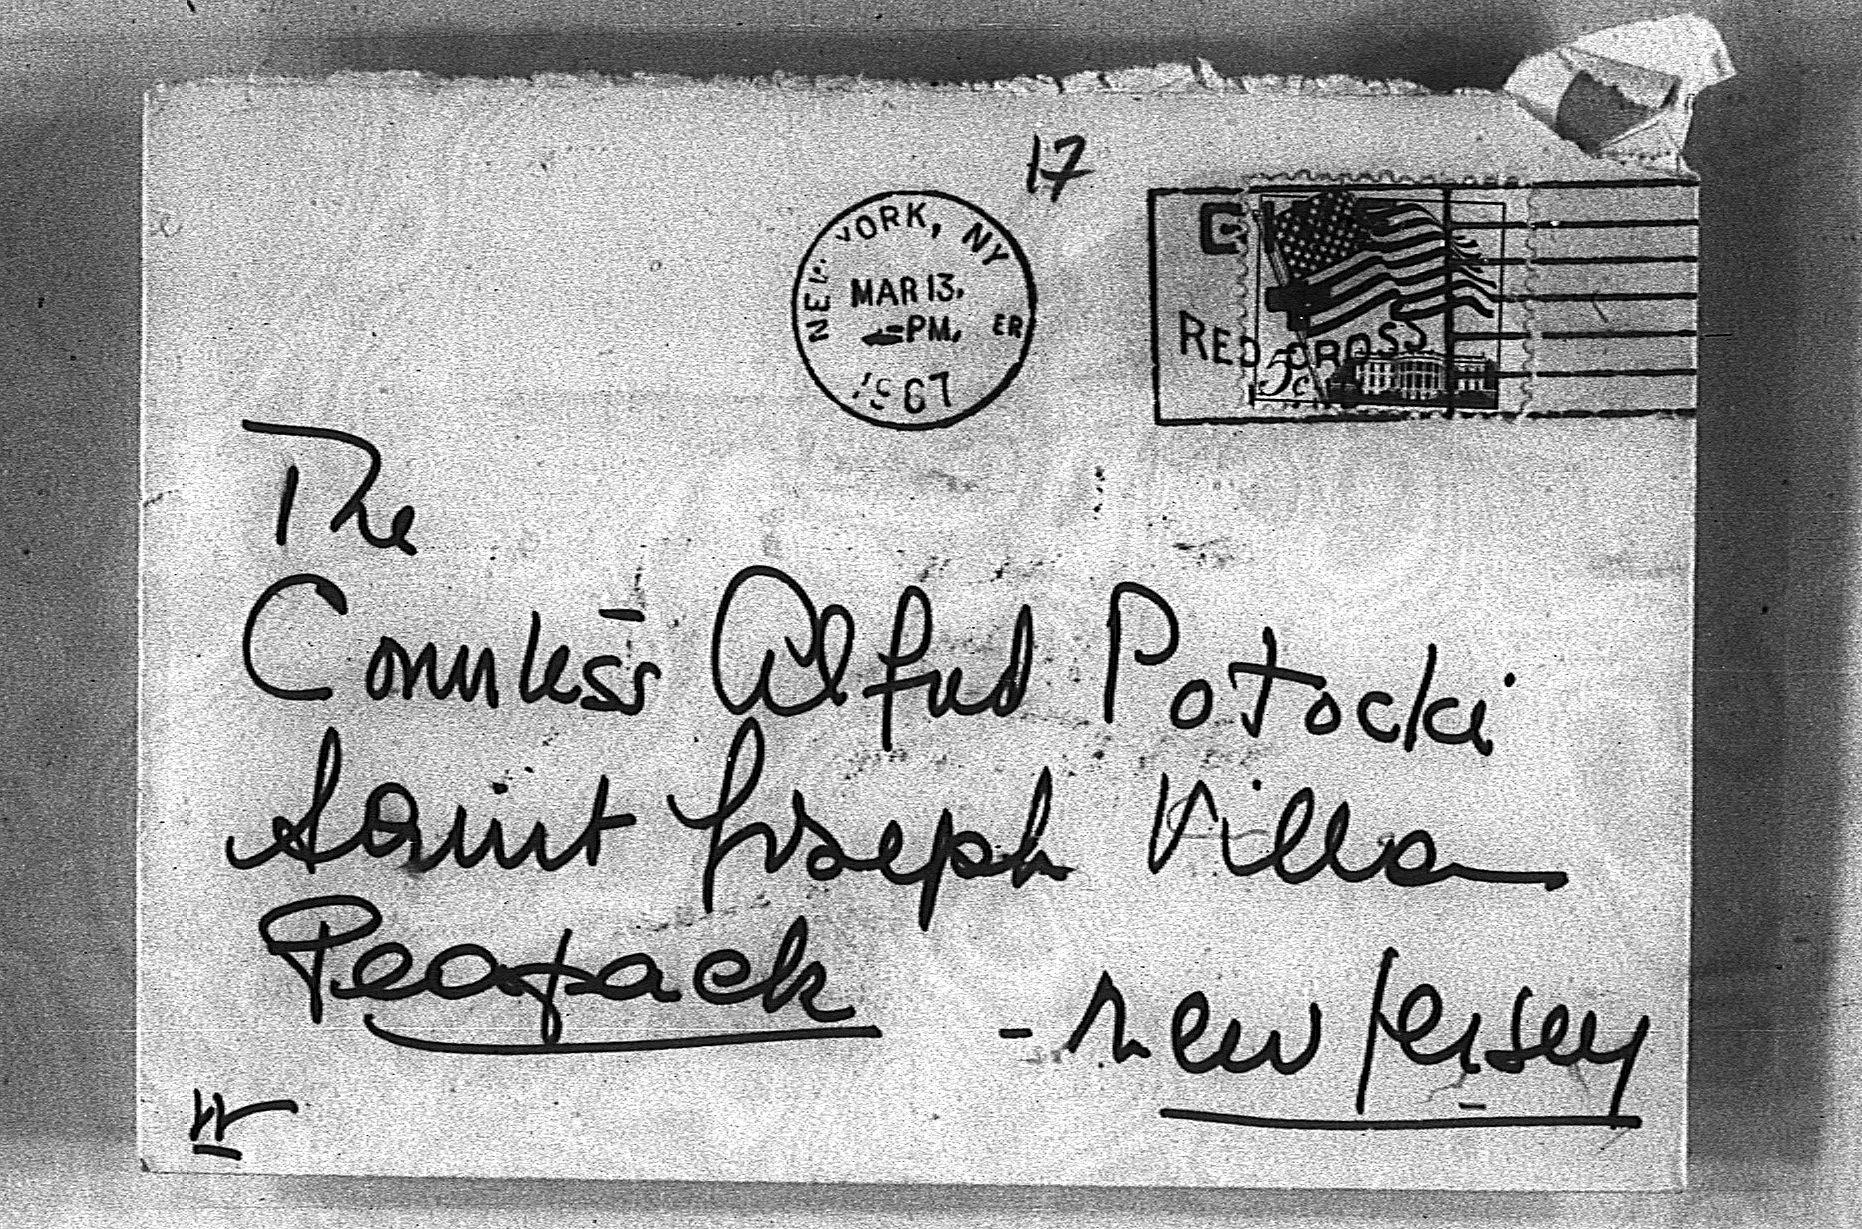 17
NEW YORK, NY
MAR 13,
PM,
1967
RED CROSS
5c
The
Countess Alfred Potocki
Saint Joseph Villa
Peapack
- New Jersey